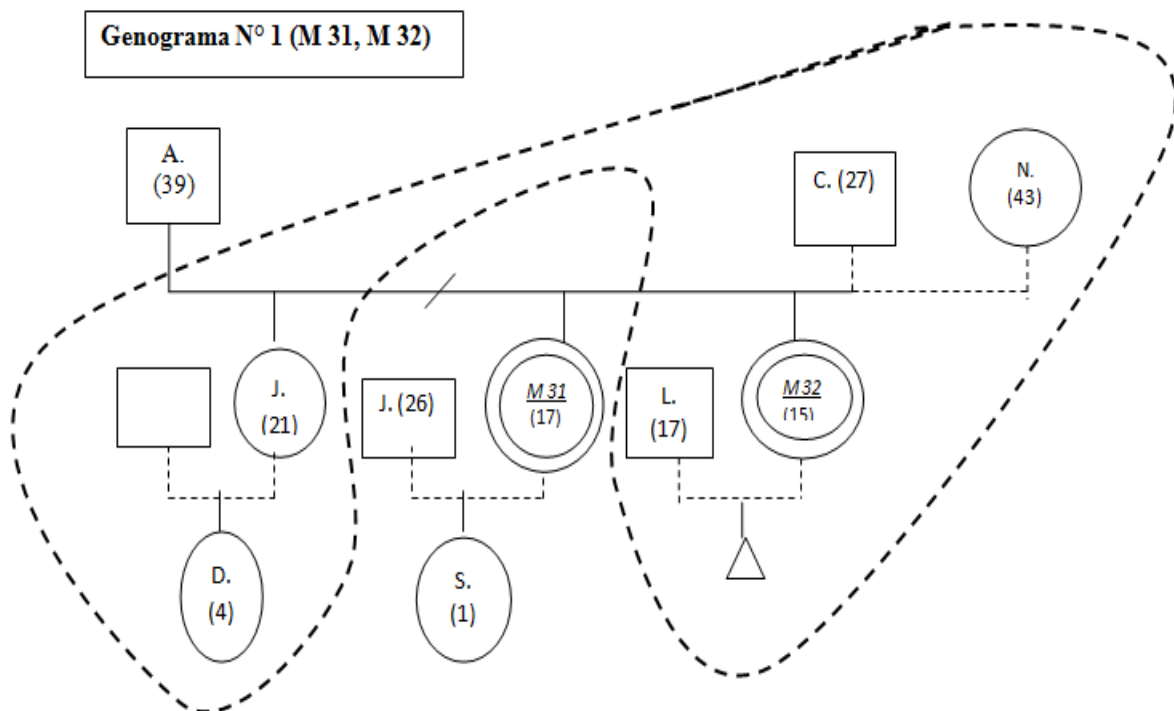 Genograma N° 1 (M 31, M 32)
A.
(39)
C. (27)
N.
(43)
J.
(21)
J. (26)
M 31
(17)
L.
(17)
M 32
(15)
D.
(4)
S.
(1)